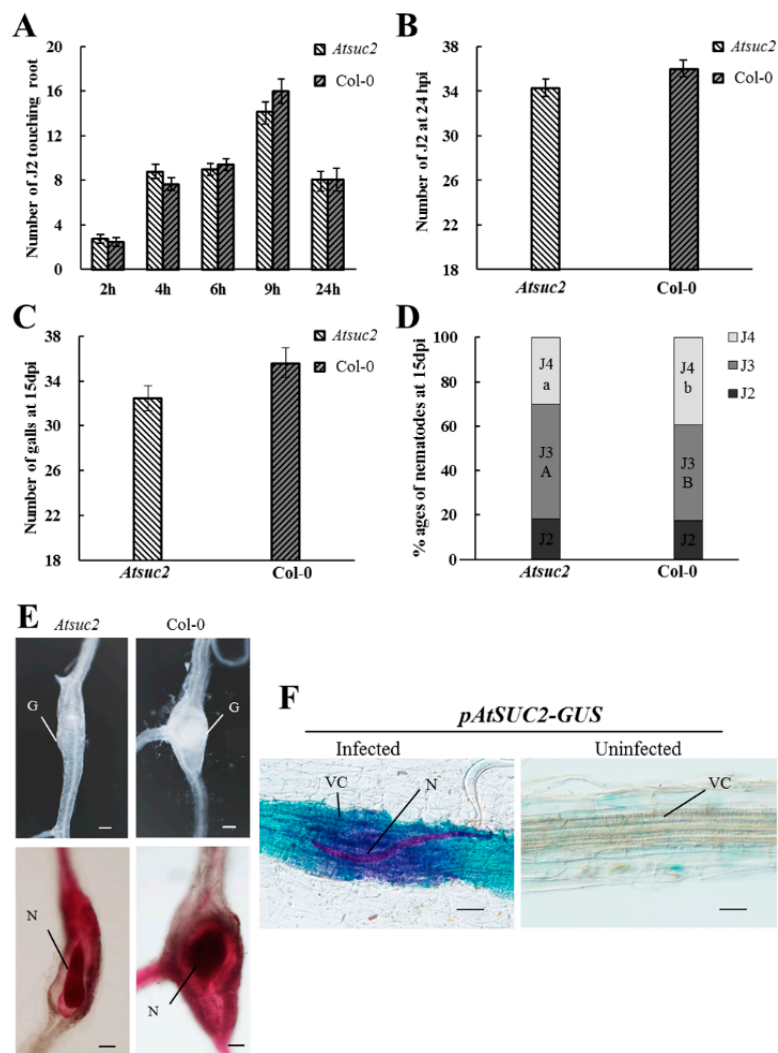 A
Number of J2 touching root
20
16
12
8
4
0
2h 4h 6h 9h 24h
Atsuc2
Col-0
B
Number of J2 at 24 hpi
38
34
30
26
22
18
Atsuc2 Col-0
Atsuc2
Col-0
C
Number of galls at 15dpi
38
34
30
26
22
18
Atsuc2 Col-0
Atsuc2
Col-0
D
% ages of nematodes at 15dpi
100
80
60
40
20
0
J4
a
J3
A
J2
J4
b
J3
B
J2
Atsuc2 Col-0
J4
J3
J2
E
Atsuc2 Col-0
G
G
N
N
F
pAtSUC2-GUS
Infected Uninfected
VC N
VC